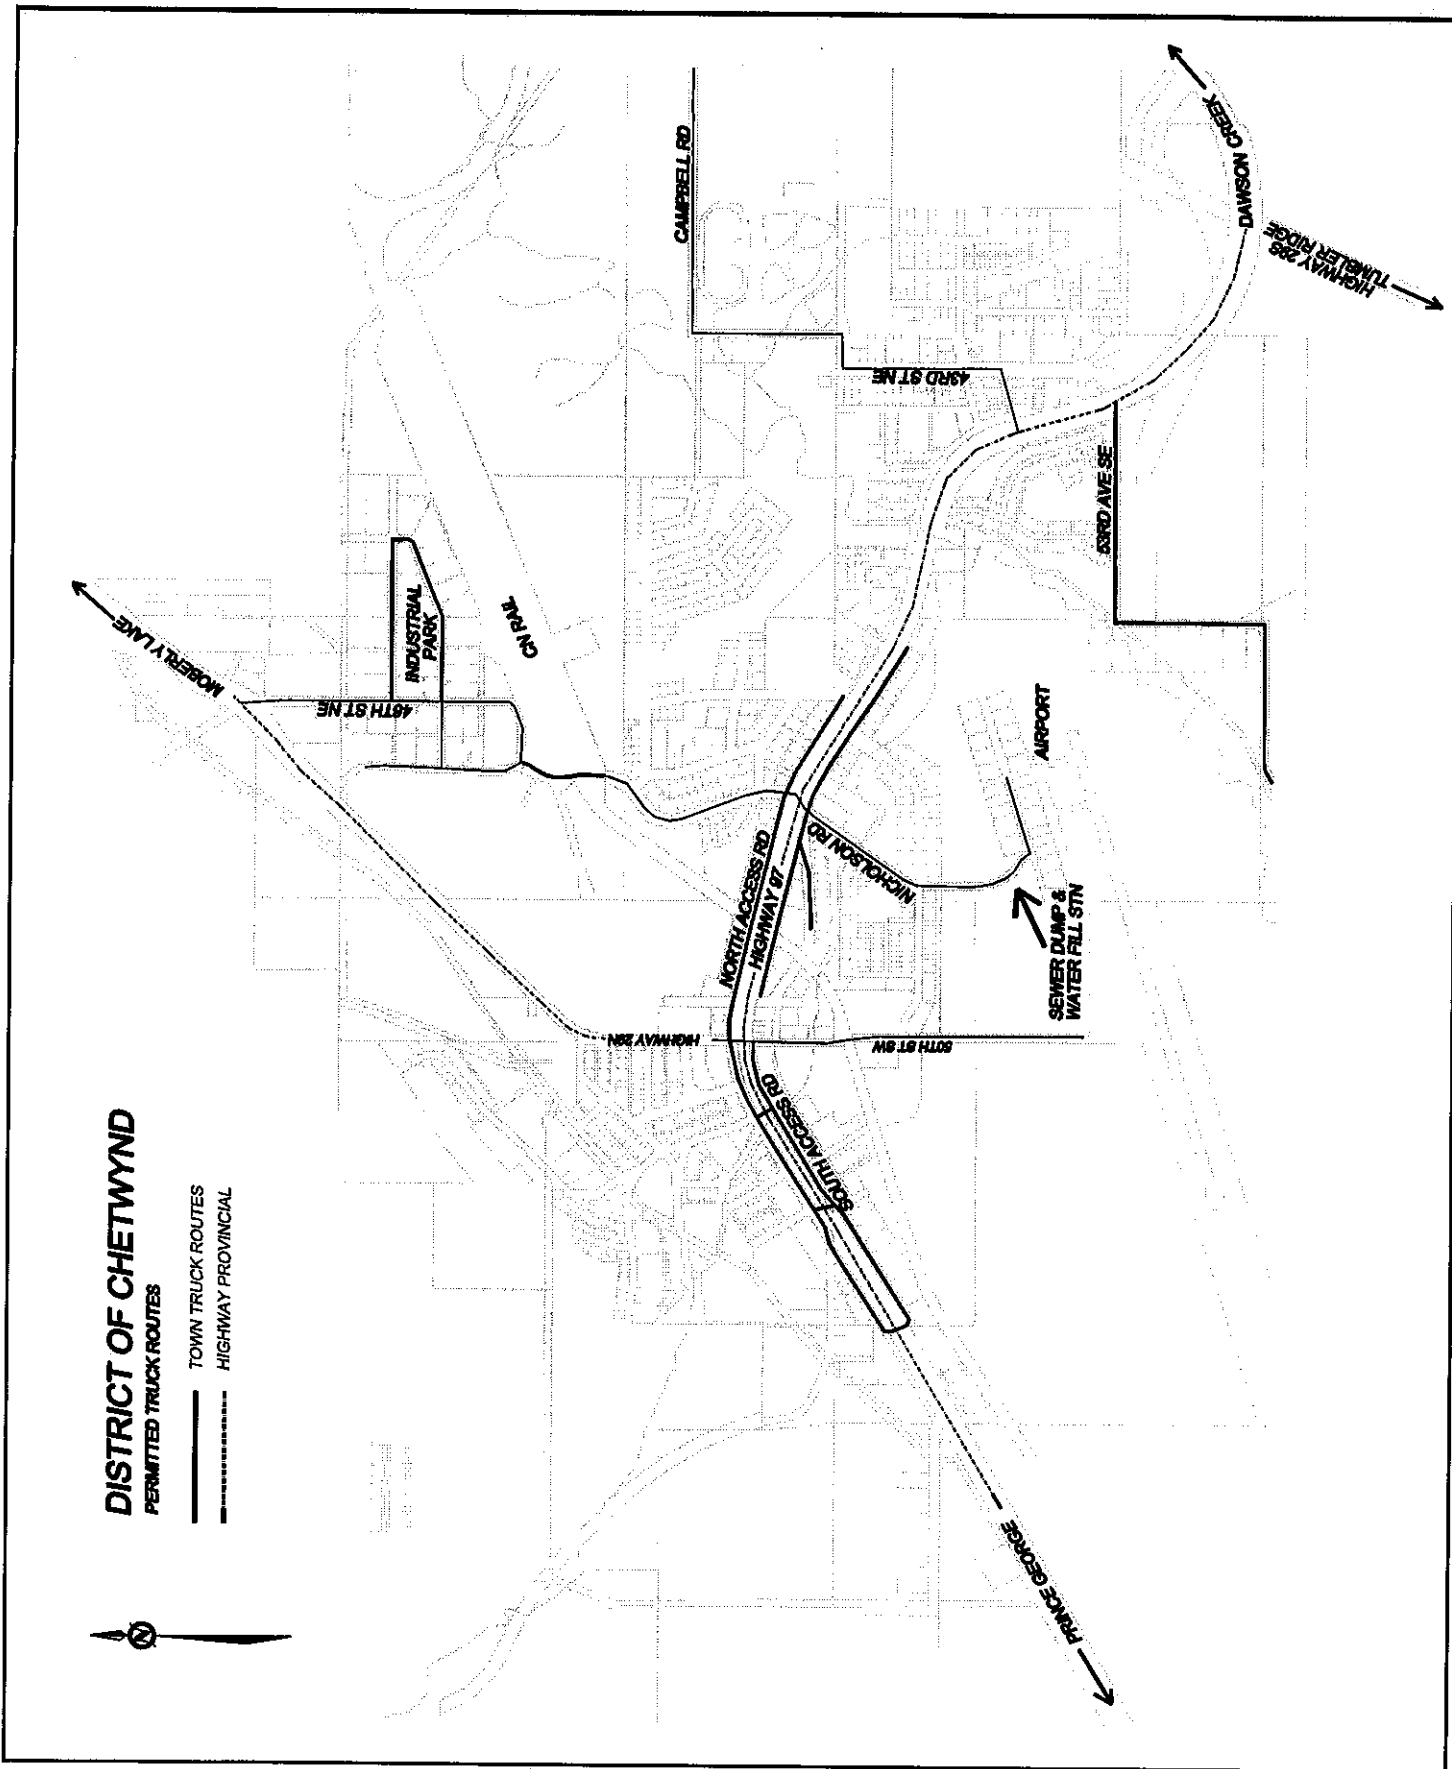 DISTRICT OF CHETWYND
PERMITTED TRUCK ROUTES
TOWN TRUCK ROUTES
HIGHWAY PROVINCIAL
N
MOBERLY LAKE
46TH ST NE
INDUSTRIAL
PARK
CN RAIL
CAMPBELL RD
43RD ST NE
HIGHWAY 29N
NORTH ACCESS RD
HIGHWAY 97
SOUTH ACCESS RD
NICHOLSON RD
50TH ST SW
SEWER DUMP &
WATER FILL STN
AIRPORT
53RD AVE SE
DAWSON CREEK
HIGHWAY 29S
TUMBLER RIDGE
PRINCE GEORGE